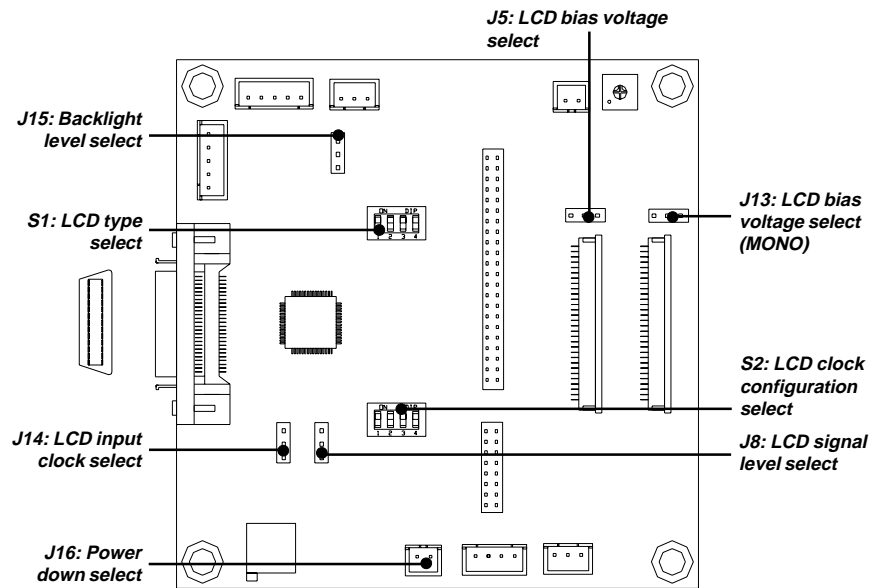 J5: LCD bias voltage
select
J15: Backlight
level select
S1: LCD type
select
ON DIP
1 2 3 4
J13: LCD bias
voltage select
(MONO)
S2: LCD clock
configuration
select
ON DIP
1 2 3 4
J14: LCD input
clock select
J8: LCD signal
level select
J16: Power
down select